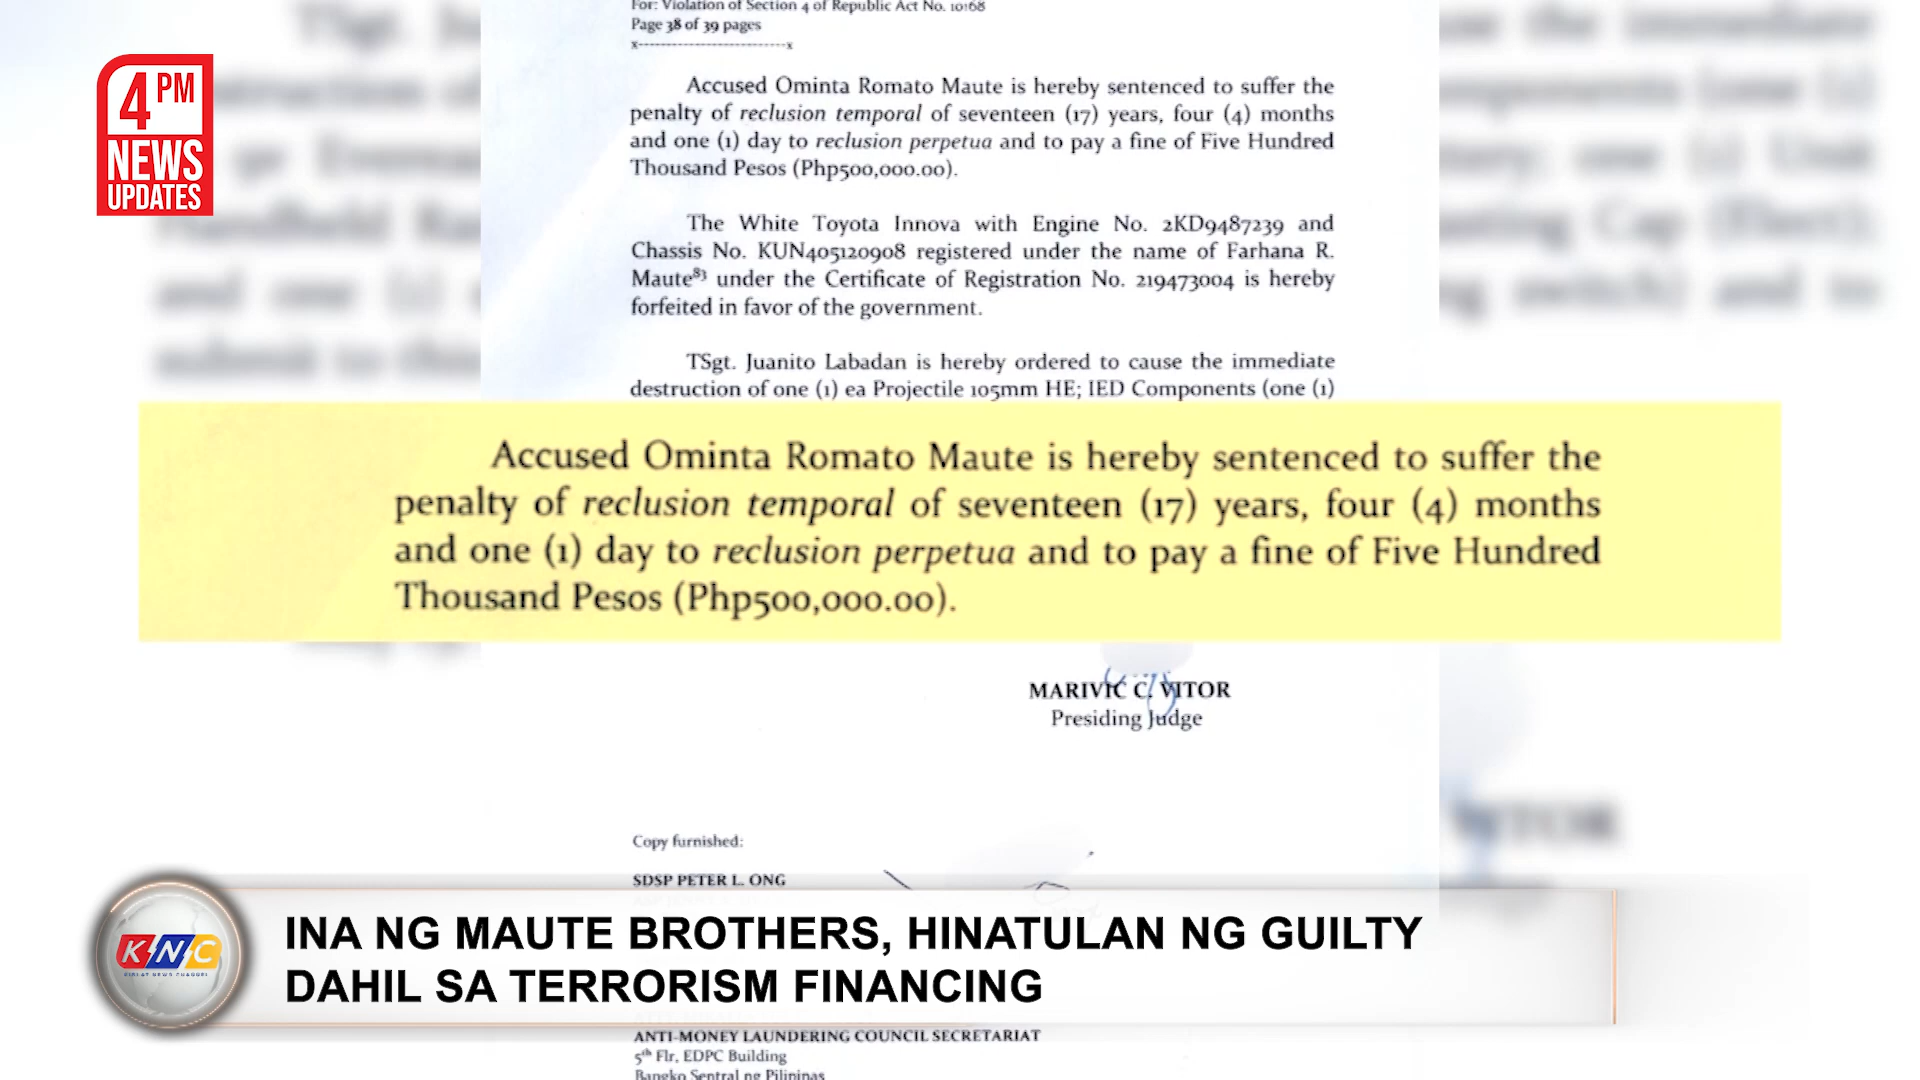 For: Violation of Section 4 of Republic Act No. 10168
Page 38 of 39 pages
x---------------------------x
4 PM
NEWS
UPDATES
Accused Ominta Romato Maute is hereby sentenced to suffer the
penalty of reclusion temporal of seventeen (17) years, four (4) months
and one (1) day to reclusion perpetua and to pay a fine of Five Hundred
Thousand Pesos (Php500,000.00).
The White Toyota Innova with Engine No. 2KD9487239 and
Chassis No. KUN405120908 registered under the name of Farhana R.
Maute83 under the Certificate of Registration No. 219473004 is hereby
forfeited in favor of the government.
TSgt. Juanito Labadan is hereby ordered to cause the immediate
destruction of one (1) ea Projectile 105mm HE; IED Components (one (1)
Accused Ominta Romato Maute is hereby sentenced to suffer the
penalty of reclusion temporal of seventeen (17) years, four (4) months
and one (1) day to reclusion perpetua and to pay a fine of Five Hundred
Thousand Pesos (Php500,000.00).
MARIVIC C. VITOR
Presiding Judge
Copy furnished:
SDSP PETER L. ONG
KNC
INA NG MAUTE BROTHERS, HINATULAN NG GUILTY
DAHIL SA TERRORISM FINANCING
ANTI-MONEY LAUNDERING COUNCIL SECRETARIAT
5th Flr, EDPC Building
Bangko Sentral ng Pilipinas